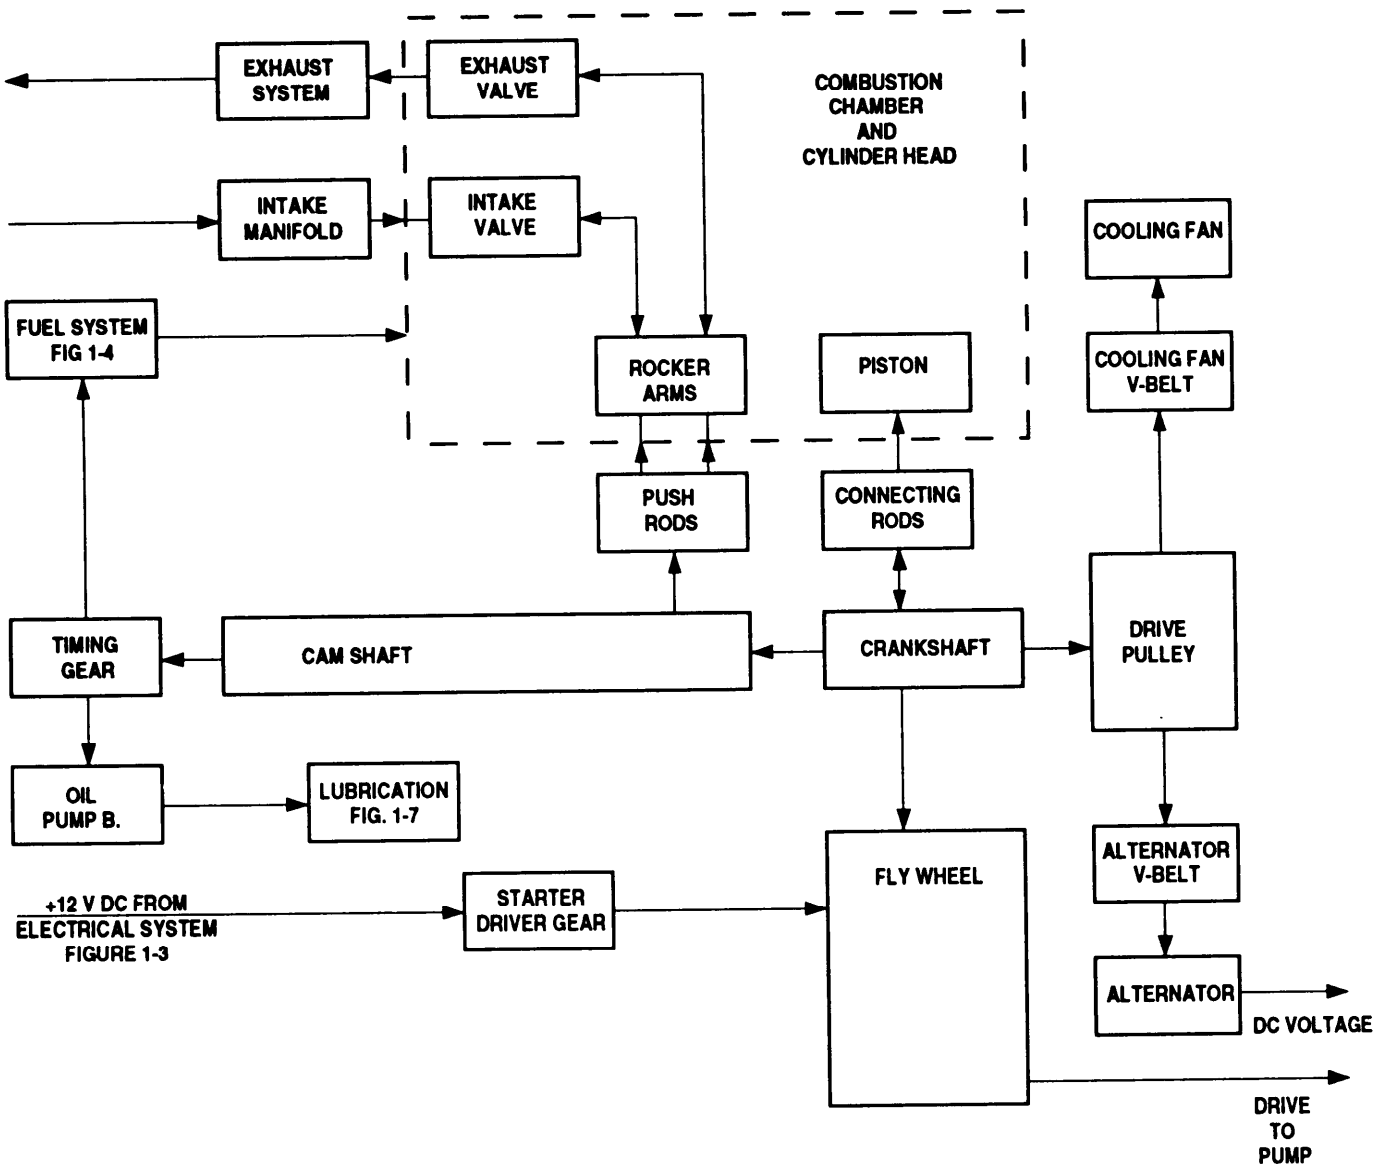 EXHAUST
SYSTEM
EXHAUST
VALVE
COMBUSTION
CHAMBER
AND
CYLINDER HEAD
INTAKE
MANIFOLD
INTAKE
VALVE
COOLING FAN
FUEL SYSTEM
FIG 1-4
ROCKER
ARMS
PISTON
COOLING FAN
V-BELT
PUSH
RODS
CONNECTING
RODS
TIMING
GEAR
CAM SHAFT
CRANKSHAFT
DRIVE
PULLEY
OIL
PUMP B.
LUBRICATION
FIG. 1-7
FLY WHEEL
ALTERNATOR
V-BELT
+12 V DC FROM
ELECTRICAL SYSTEM
FIGURE 1-3
STARTER
DRIVER GEAR
ALTERNATOR
DC VOLTAGE
DRIVE
TO
PUMP